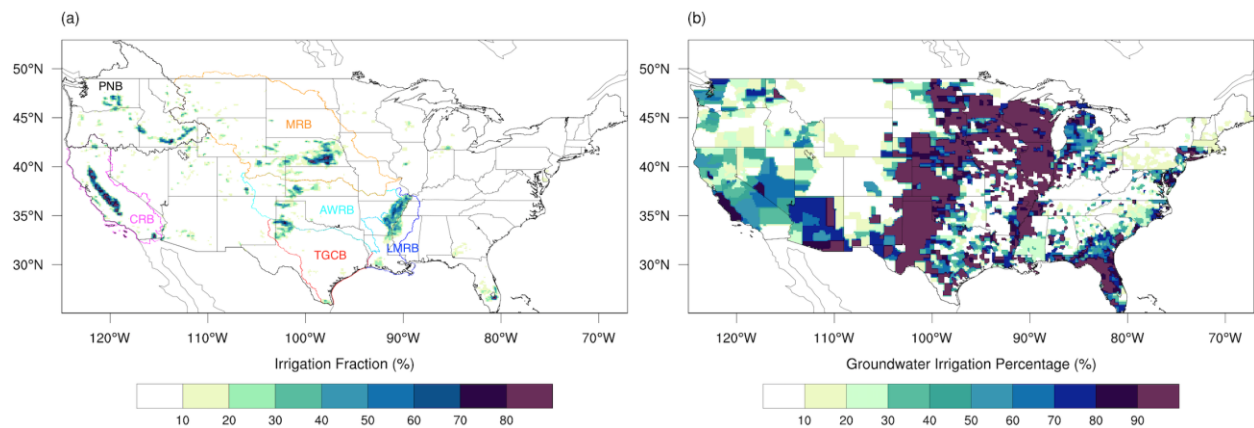 (a)
50°N
45°N
40°N
35°N
30°N
PNB
MRB
CRB
AWRB
LMRB
TGCB
120°W 110°W 100°W 90°W 80°W 70°W
Irrigation Fraction (%)
10 20 30 40 50 60 70 80
(b)
50°N
45°N
40°N
35°N
30°N
120°W 110°W 100°W 90°W 80°W 70°W
Groundwater Irrigation Percentage (%)
10 20 30 40 50 60 70 80 90